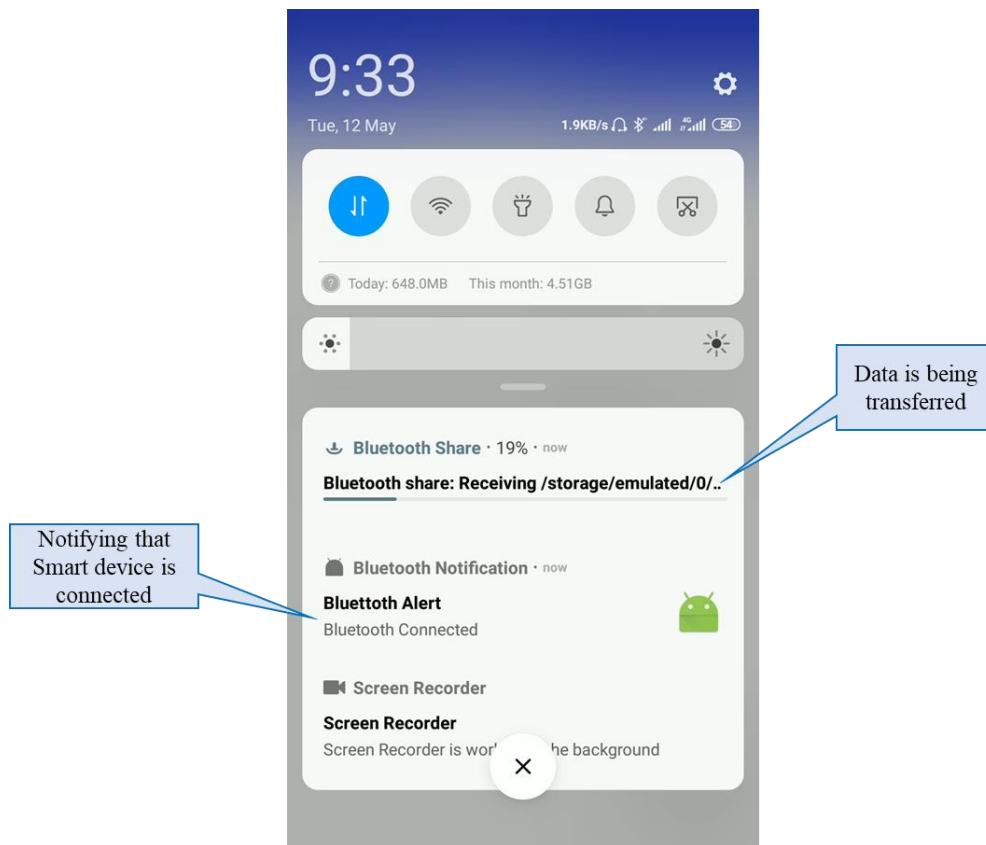 9:33
Tue, 12 May
1.9KB/s 4G 54
Today: 648.0MB This month: 4.51GB
Data is being
transferred
Bluetooth Share · 19% · now
Bluetooth share: Receiving /storage/emulated/0/..
Notifying that
Smart device is
connected
Bluetooth Notification · now
Bluettoth Alert
Bluetooth Connected
Screen Recorder
Screen Recorder
Screen Recorder is background